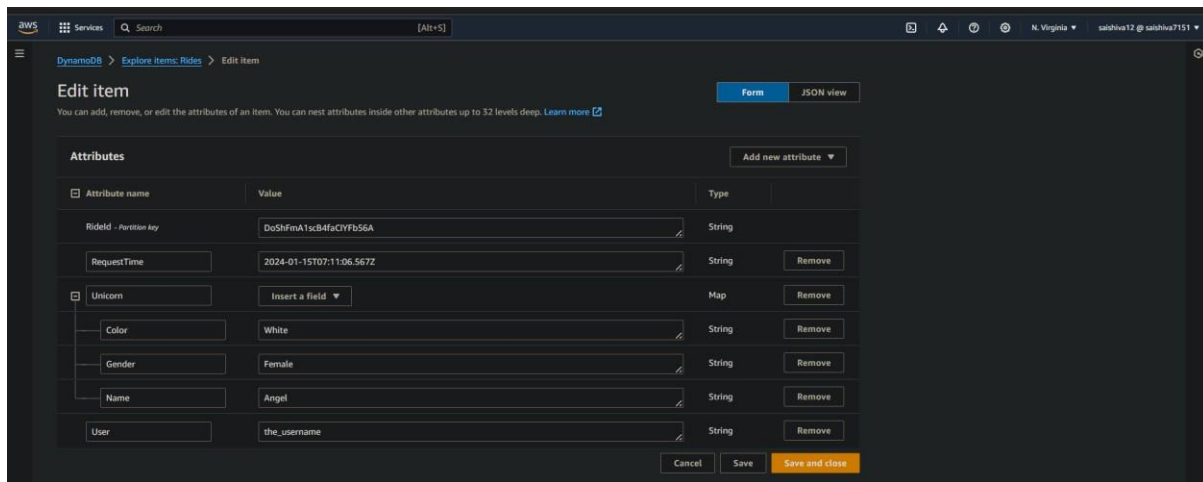 aws Services Search [Alt+S] N. Virginia ▼ saishiva12 @ saishiva7151 ▼
DynamoDB > Explore items: Rides > Edit item
Edit item
Form JSON view
You can add, remove, or edit the attributes of an item. You can nest attributes inside other attributes up to 32 levels deep. Learn more
Attributes Add new attribute ▼
Attribute name Value Type
RideId - Partition key DoShFmA1scB4faCIYFb56A String
RequestTime 2024-01-15T07:11:06.567Z String Remove
Unicorn Insert a field ▼ Map Remove
Color White String Remove
Gender Female String Remove
Name Angel String Remove
User the_username String Remove
Cancel Save Save and close